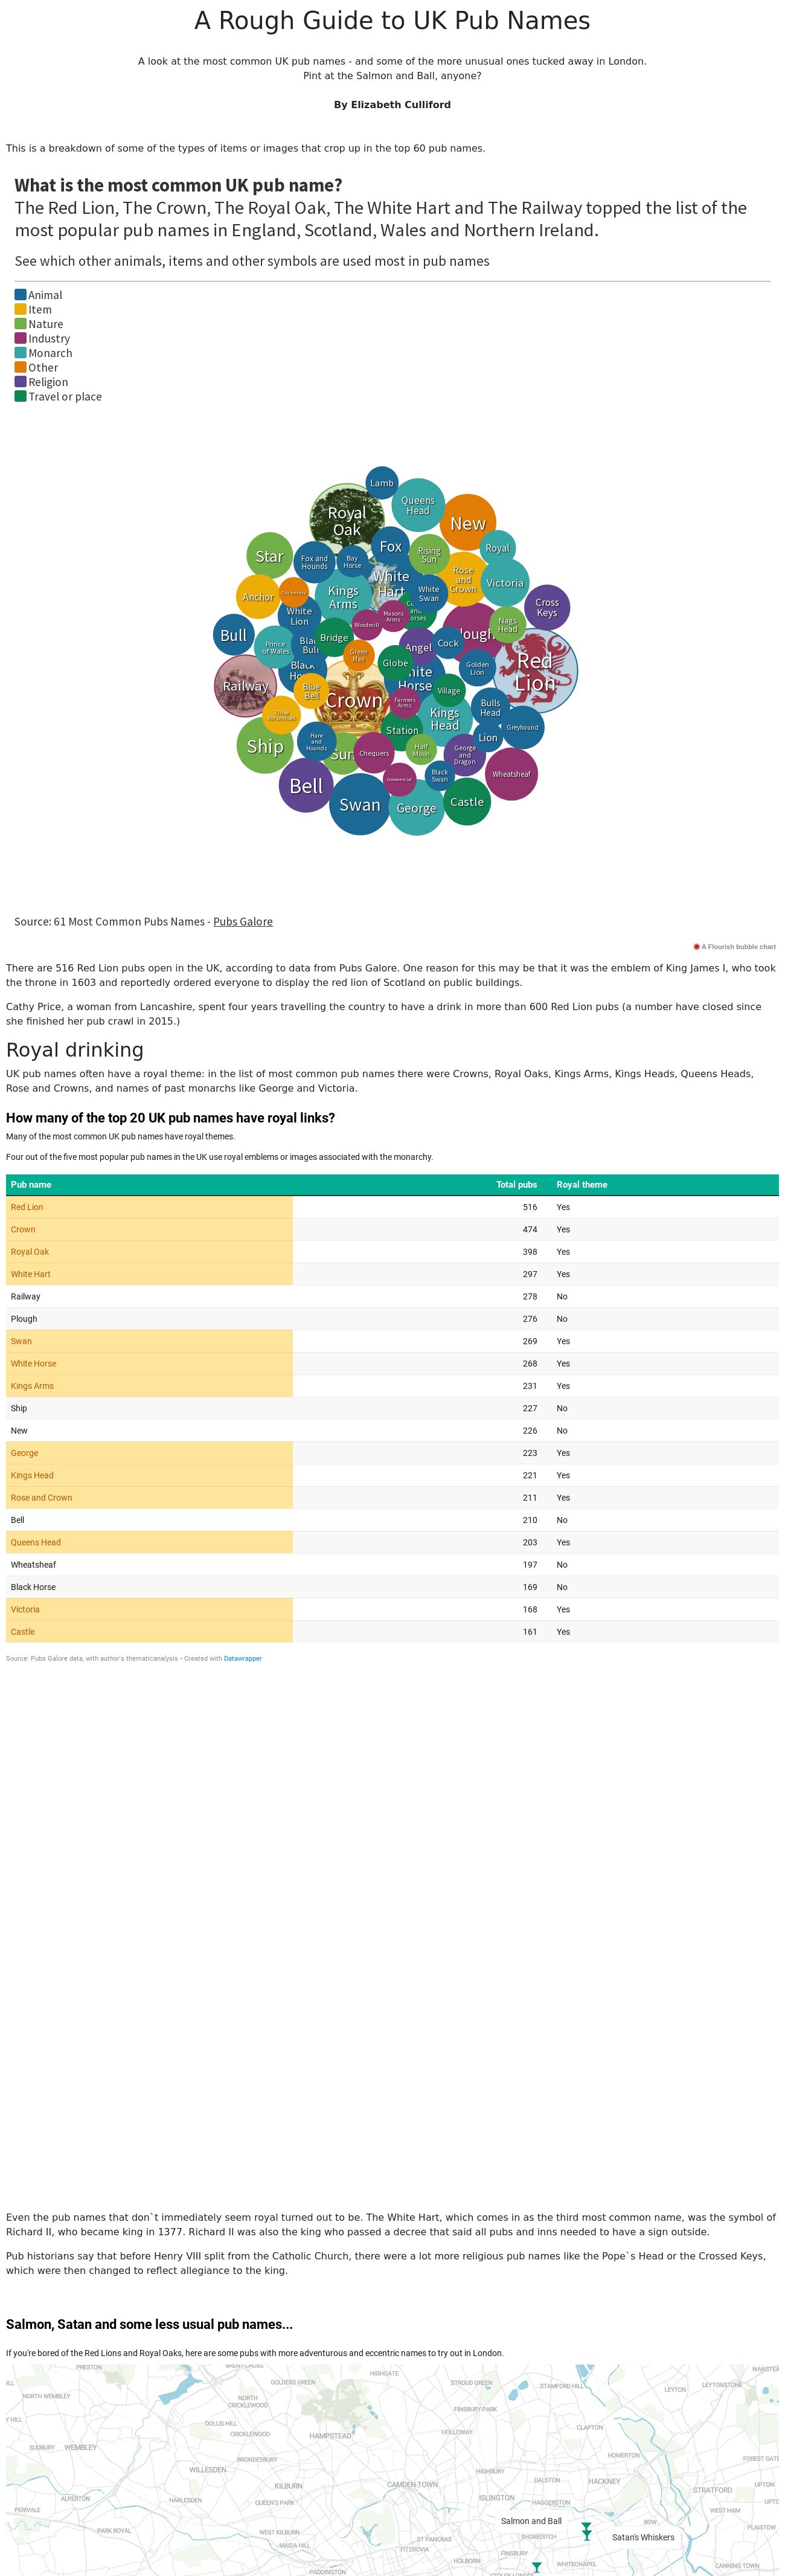 A Rough Guide to UK Pub Names
A look at the most common UK pub names - and some of the more unusual ones tucked away in London.
Pint at the Salmon and Ball, anyone?
By Elizabeth Culliford
This is a breakdown of some of the types of items or images that crop up in the top 60 pub names.
What is the most common UK pub name?
The Red Lion, The Crown, The Royal Oak, The White Hart and The Railway topped the list of the
most popular pub names in England, Scotland, Wales and Northern Ireland.
See which other animals, items and other symbols are used most in pub names
Animal
Item
Nature
Industry
Monarch
Other
Religion
Travel or place
Lamb
Queens
Head
Royal
Oak
New
Fox
Rising
Sun
Royal
Star
Fox and
Hounds
Bay
Horse
White
Hart
Rose
and
Crown
Victoria
Anchor
Cricketers
Kings
Arms
White
Swan
Cross
Keys
White
Lion
Masons
Arms
Windmill
Nags
Head
Bull
Prince
of Wales
Bridge
Angel
Cock
Green
Man
Globe
Golden
Lion
Red
Lion
Railway
Blue
Bell
Crown
Horse
Village
Farmers
Arms
Bulls
Head
Three
Horseshoes
Kings
Head
Station
Greyhound
Lion
Ship
Hare
and
Hounds
Sun
Chequers
Half
Moon
George
and
Dragon
Bell
Commercial
Black
Swan
Wheatsheaf
Swan
George
Castle
Source: 61 Most Common Pubs Names - Pubs Galore
A Flourish bubble chart
There are 516 Red Lion pubs open in the UK, according to data from Pubs Galore. One reason for this may be that it was the emblem of King James I, who took
the throne in 1603 and reportedly ordered everyone to display the red lion of Scotland on public buildings.
Cathy Price, a woman from Lancashire, spent four years travelling the country to have a drink in more than 600 Red Lion pubs (a number have closed since
she finished her pub crawl in 2015.)
Royal drinking
UK pub names often have a royal theme: in the list of most common pub names there were Crowns, Royal Oaks, Kings Arms, Kings Heads, Queens Heads,
Rose and Crowns, and names of past monarchs like George and Victoria.
How many of the top 20 UK pub names have royal links?
Many of the most common UK pub names have royal themes.
Four out of the five most popular pub names in the UK use royal emblems or images associated with the monarchy.
Pub name Total pubs Royal theme
Red Lion 516 Yes
Crown 474 Yes
Royal Oak 398 Yes
White Hart 297 Yes
Railway 278 No
Plough 276 No
Swan 269 Yes
White Horse 268 Yes
Kings Arms 231 Yes
Ship 227 No
New 226 No
George 223 Yes
Kings Head 221 Yes
Rose and Crown 211 Yes
Bell 210 No
Queens Head 203 Yes
Wheatsheaf 197 No
Black Horse 169 No
Victoria 168 Yes
Castle 161 Yes
Source: Pubs Galore data, with author's thematicanalysis • Created with Datawrapper
Even the pub names that don`t immediately seem royal turned out to be. The White Hart, which comes in as the third most common name, was the symbol of
Richard II, who became king in 1377. Richard II was also the king who passed a decree that said all pubs and inns needed to have a sign outside.
Pub historians say that before Henry VIII split from the Catholic Church, there were a lot more religious pub names like the Pope`s Head or the Crossed Keys,
which were then changed to reflect allegiance to the king.
Salmon, Satan and some less usual pub names...
If you're bored of the Red Lions and Royal Oaks, here are some pubs with more adventurous and eccentric names to try out in London.
PRESTON
HIGHGATE
GOLDERS GREEN
STROUD GREEN
STAMFORD HILL
LEYTONSTONE
LEYTON
NORTH WEMBLEY
NORTH
CRICKLEWOOD
FINSBURY PARK
DOLLIS HILL
CRICKLEWOOD
HAMPSTEAD
HOLLOWAY
CLAPTON
SUDBURY
WEMBLEY
HOMERTON
BRONDESBURY
FOREST GATE
WILLESDEN
HIGHBURY
DALSTON
HACKNEY
KILBURN
CAMDEN TOWN
STRATFORD
UPTON
ALPERTON
HARLESDEN
QUEEN'S PARK
ISLINGTON
HAGGERSTON
WEST HAM
PERIVALE
Salmon and Ball
BOW
PLAISTOW
PARK ROYAL
WEST KILBURN
SHOREDITCH
Satan's Whiskers
MAIDA HILL
ST PANCRAS
FITZROVIA
FINSBURY
HOLBORN
WHITECHAPEL
CANNING TOWN
PADDINGTON